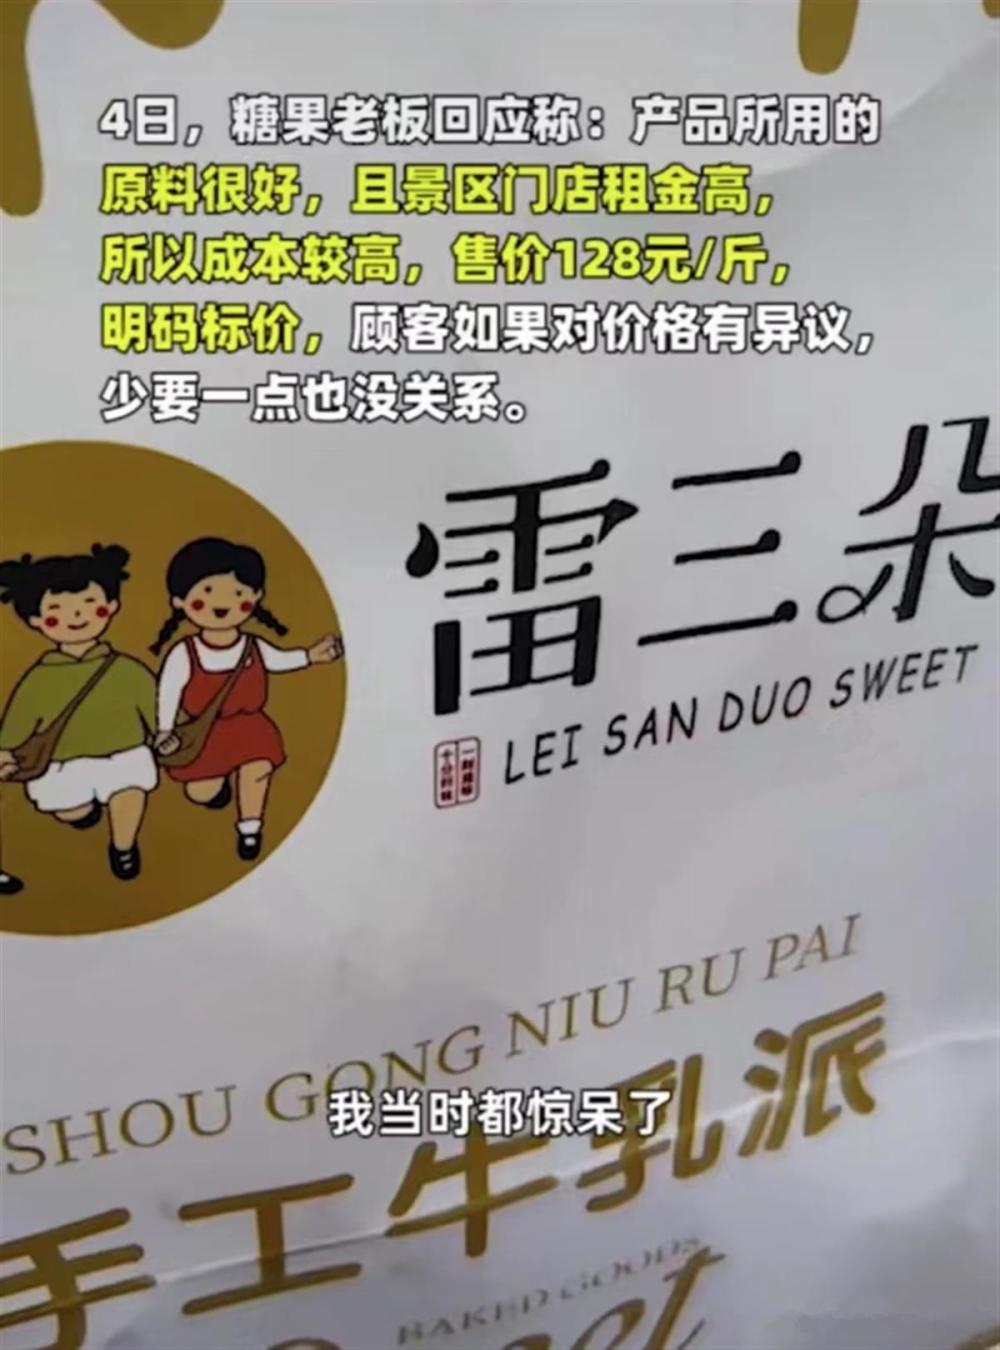 4日，糖果老板回应称：产品所用的
原料很好，且景区门店租金高，
所以成本较高，售价128元/斤，
明码标价，顾客如果对价格有异议，
少要一点也没关系。
雷三朵
LEI SAN DUO SWEET
SHOU GONG NIU RU PAI
我当时都惊呆了
手工牛乳派
BAKED GOODS